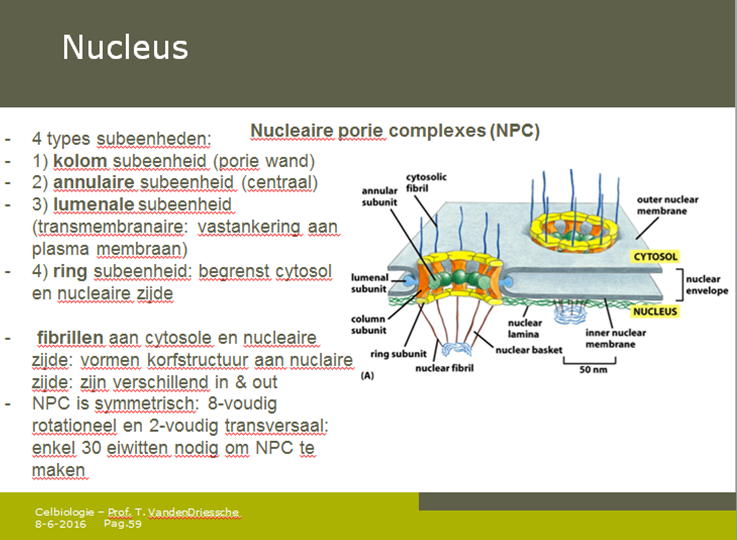 Nucleus
Nucleaire porie complexes (NPC)
- 4 types subeenheden:
- 1) kolom subeenheid (porie wand)
- 2) annulaire subeenheid (centraal)
- 3) lumenale subeenheid
(transmembranaire: vastankering aan
plasma membraan)
- 4) ring subeenheid: begrenst cytosol
en nucleaire zijde
- fibrillen aan cytosole en nucleaire
zijde: vormen korfstructuur aan nuclaire
zijde: zijn verschillend in & out
- NPC is symmetrisch: 8-voudig
rotationeel en 2-voudig transversaal:
enkel 30 eiwitten nodig om NPC te
maken
cytosolic
fibril
annular
subunit
outer nuclear
membrane
CYTOSOL
lumenal
subunit
nuclear
envelope
NUCLEUS
column
subunit
nuclear
lamina
inner nuclear
membrane
ring subunit
nuclear basket
nuclear fibril
50 nm
(A)
Celbiologie – Prof. T. VandenDriessche
8-6-2016 Pag.59